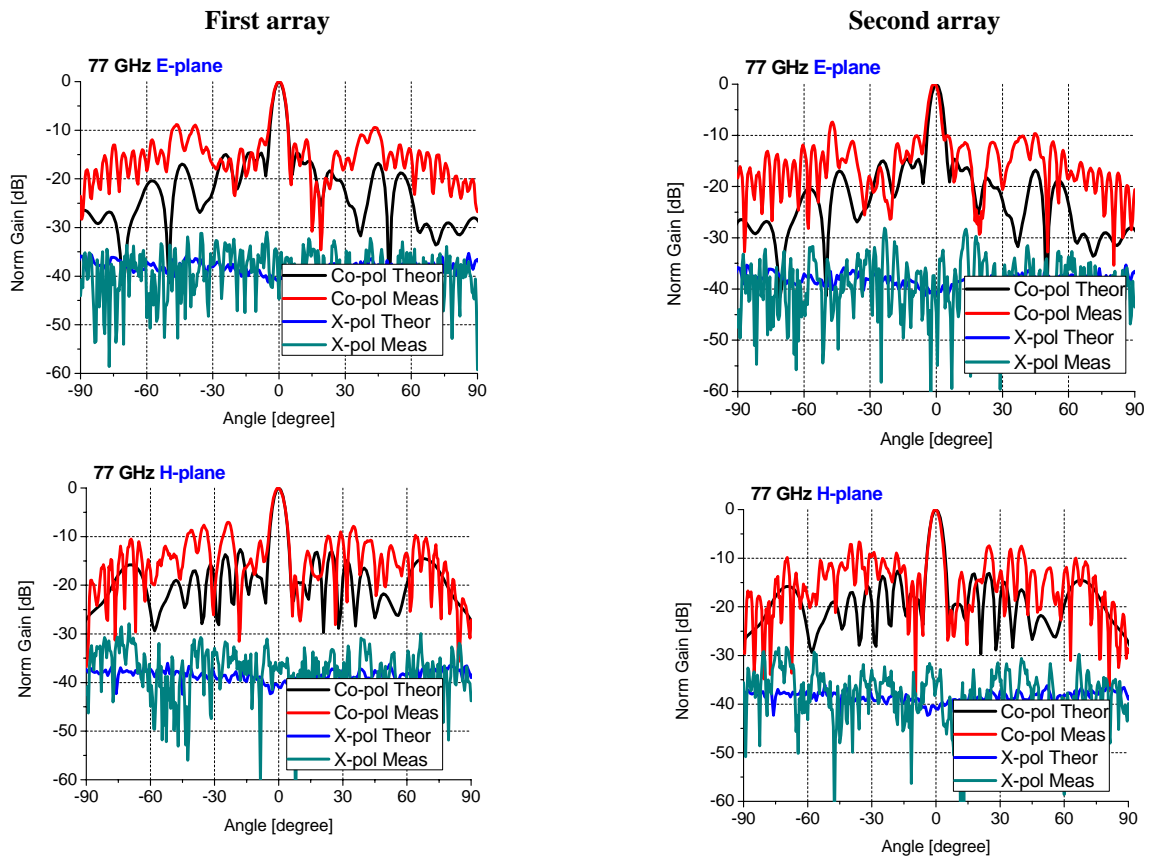 First array
Second array
77 GHz E-plane
0
-10
-20
-30
-40
-50
-60
Norm Gain [dB]
Co-pol Theor
Co-pol Meas
X-pol Theor
X-pol Meas
-90 -60 -30 0 30 60 90
Angle [degree]
77 GHz E-plane
0
-10
-20
-30
-40
-50
-60
Norm Gain [dB]
Co-pol Theor
Co-pol Meas
X-pol Theor
X-pol Meas
-90 -60 -30 0 30 60 90
Angle [degree]
77 GHz H-plane
0
-10
-20
-30
-40
-50
-60
Norm Gain [dB]
Co-pol Theor
Co-pol Meas
X-pol Theor
X-pol Meas
-90 -60 -30 0 30 60 90
Angle [degree]
77 GHz H-plane
0
-10
-20
-30
-40
-50
-60
Norm Gain [dB]
Co-pol Theor
Co-pol Meas
X-pol Theor
X-pol Meas
-90 -60 -30 0 30 60 90
Angle [degree]